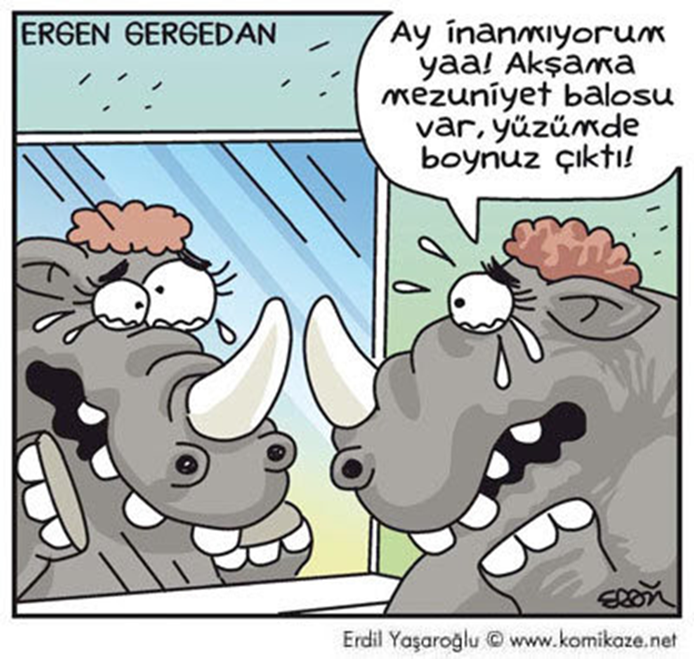 ERGEN GERGEDAN
Ay inanmıyorum
yaa! Akşama
mezuniyet balosu
var, yüzümde
boynuz çıktı!
Erdil Yaşaroğlu © www.komikaze.net